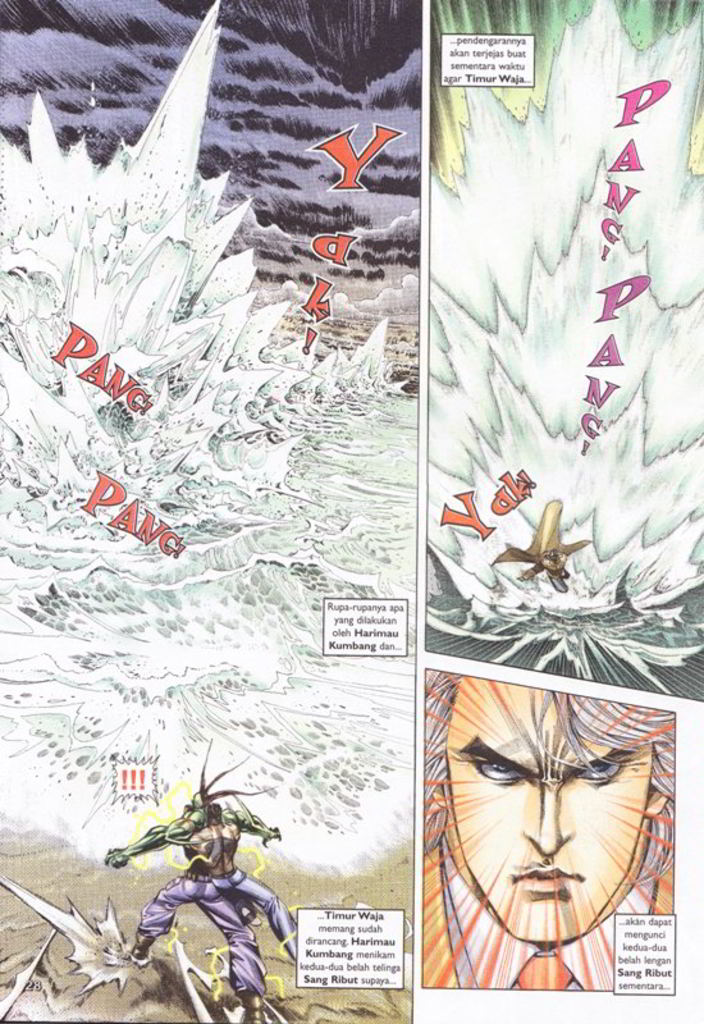 Y
a
k!
PANG!
PANG!
Rupa-rupanya apa
yang dilakukan
oleh Harimau
Kumbang dan...
!!!
...Timur Waja
memang sudah
dirancang. Harimau
Kumbang menikam
kedua-dua belah telinga
Sang Ribut supaya...
28
...pendengarannya
akan terjejas buat
sementara waktu
agar Timur Waja...
PANG!
PANG!
Yak!
...akan dapat
mengunci
kedua-dua
belah lengan
Sang Ribut
sementara...